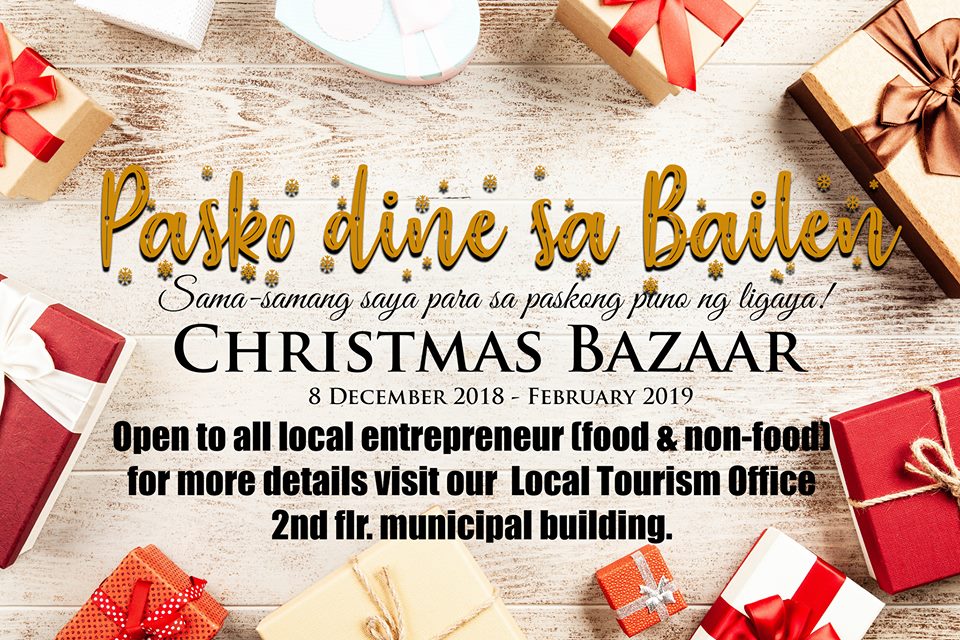 Pasko dine sa Bailen
Sama-samang saya para sa paskong puno ng ligaya!
CHRISTMAS BAZAAR
8 DECEMBER 2018 - FEBRUARY 2019
Open to all local entrepreneur (food & non-food)
for more details visit our Local Tourism Office
2nd flr. municipal building.